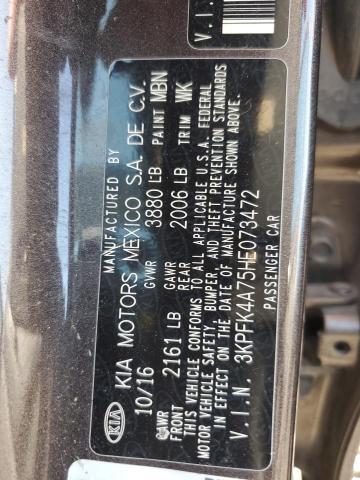 V.I.N
KIA
MANUFACTURED BY
KIA MOTORS MEXICO S.A. DE C.V.
10/16 GVWR 3880 LB PAINT MBN
GAWR FRONT 2161 LB GAWR REAR 2006 LB TRIM WK
THIS VEHICLE CONFORMS TO ALL APPLICABLE U.S.A. FEDERAL
MOTOR VEHICLE SAFETY, BUMPER, AND THEFT PREVENTION STANDARDS
IN EFFECT ON THE DATE OF MANUFACTURE SHOWN ABOVE.
V.I.N. 3KPFK4A75HE073472
PASSENGER CAR